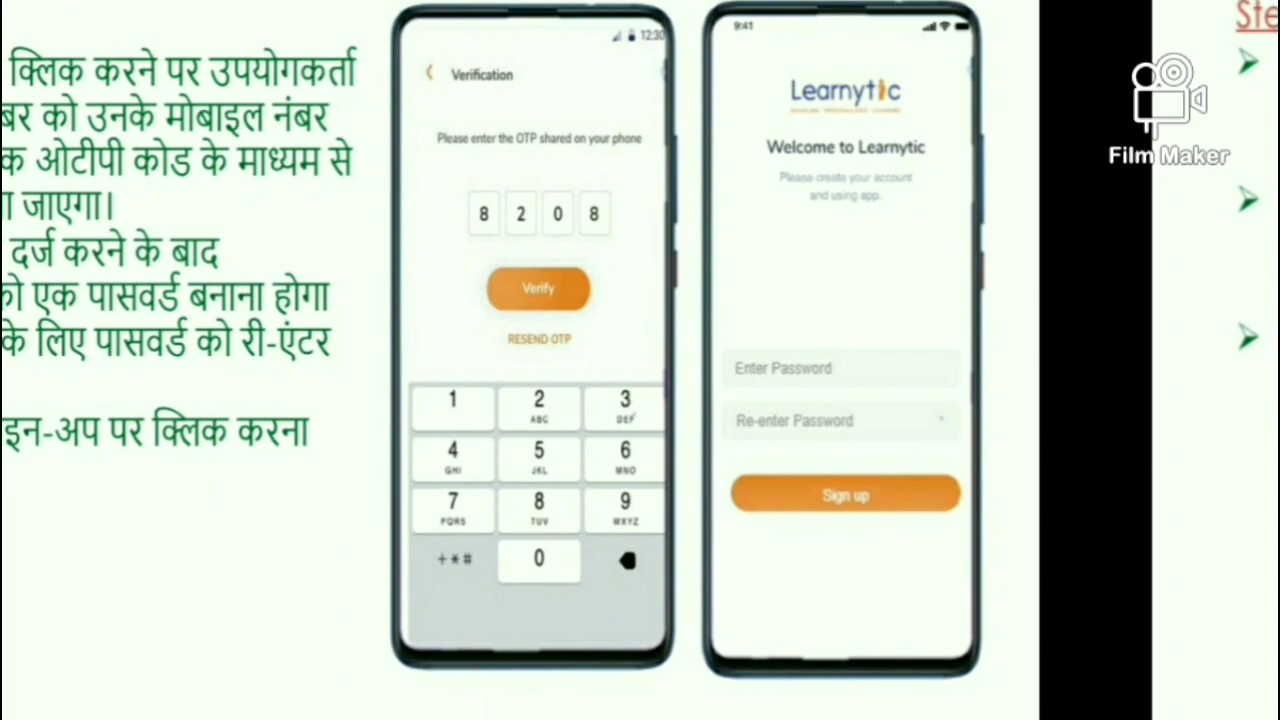 क्लिक करने पर उपयोगकर्ता
बर को उनके मोबाइल नंबर
क ओटीपी कोड के माध्यम से
ा जाएगा।
दर्ज करने के बाद
को एक पासवर्ड बनाना होगा
के लिए पासवर्ड को री-एंटर
इन-अप पर क्लिक करना
12:30
Verification
Please enter the OTP shared on your phone
8 2 0 8
Verify
RESEND OTP
1 2 3
ABC DEF
4 5 6
GHI JKL MNO
7 8 9
PQRS TUV WXYZ
+*# 0
9:41
Learnytic
Welcome to Learnytic
Please create your account
and using app.
Enter Password
Re-enter Password
Sign up
Film Maker
Ste